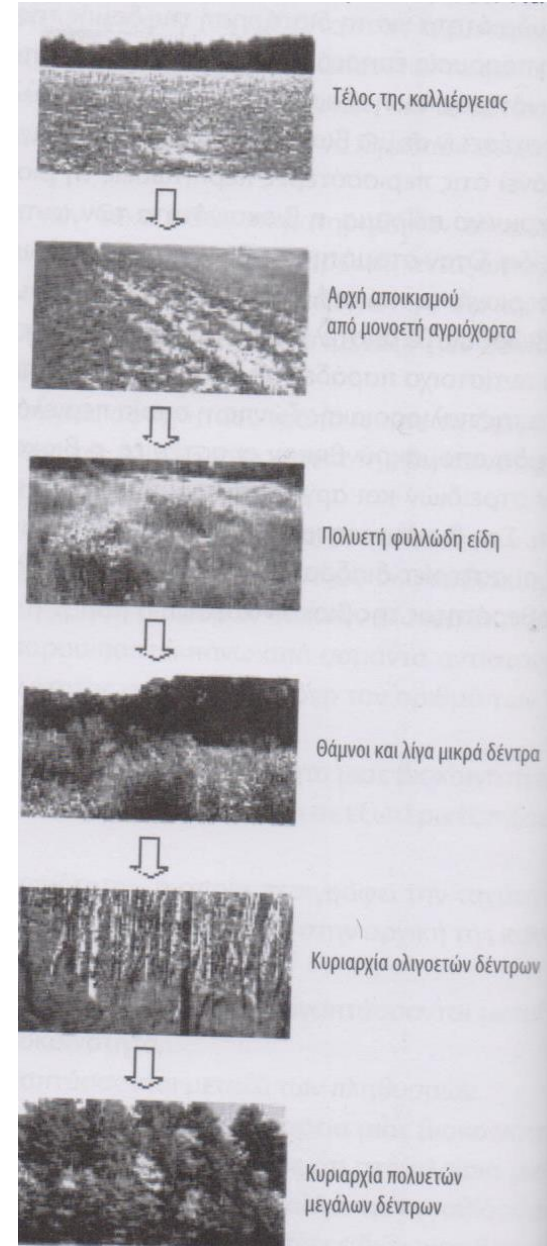 Τέλος της καλλιέργειας
Αρχή αποικισμού
από μονοετή αγριόχορτα
Πολυετή φυλλώδη είδη
Θάμνοι και λίγα μικρά δέντρα
Κυριαρχία ολιγοετών δέντρων
Κυριαρχία πολυετών
μεγάλων δέντρων